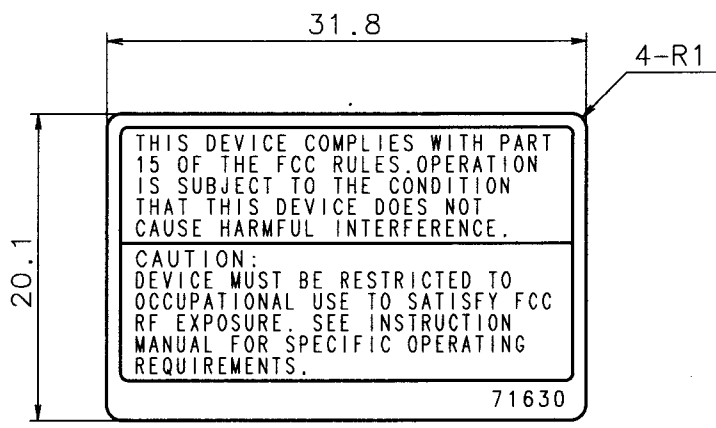 31.8
4-R1
20.1
THIS DEVICE COMPLIES WITH PART
15 OF THE FCC RULES.OPERATION
IS SUBJECT TO THE CONDITION
THAT THIS DEVICE DOES NOT
CAUSE HARMFUL INTERFERENCE.
CAUTION:
DEVICE MUST BE RESTRICTED TO
OCCUPATIONAL USE TO SATISFY FCC
RF EXPOSURE. SEE INSTRUCTION
MANUAL FOR SPECIFIC OPERATING
REQUIREMENTS.
71630